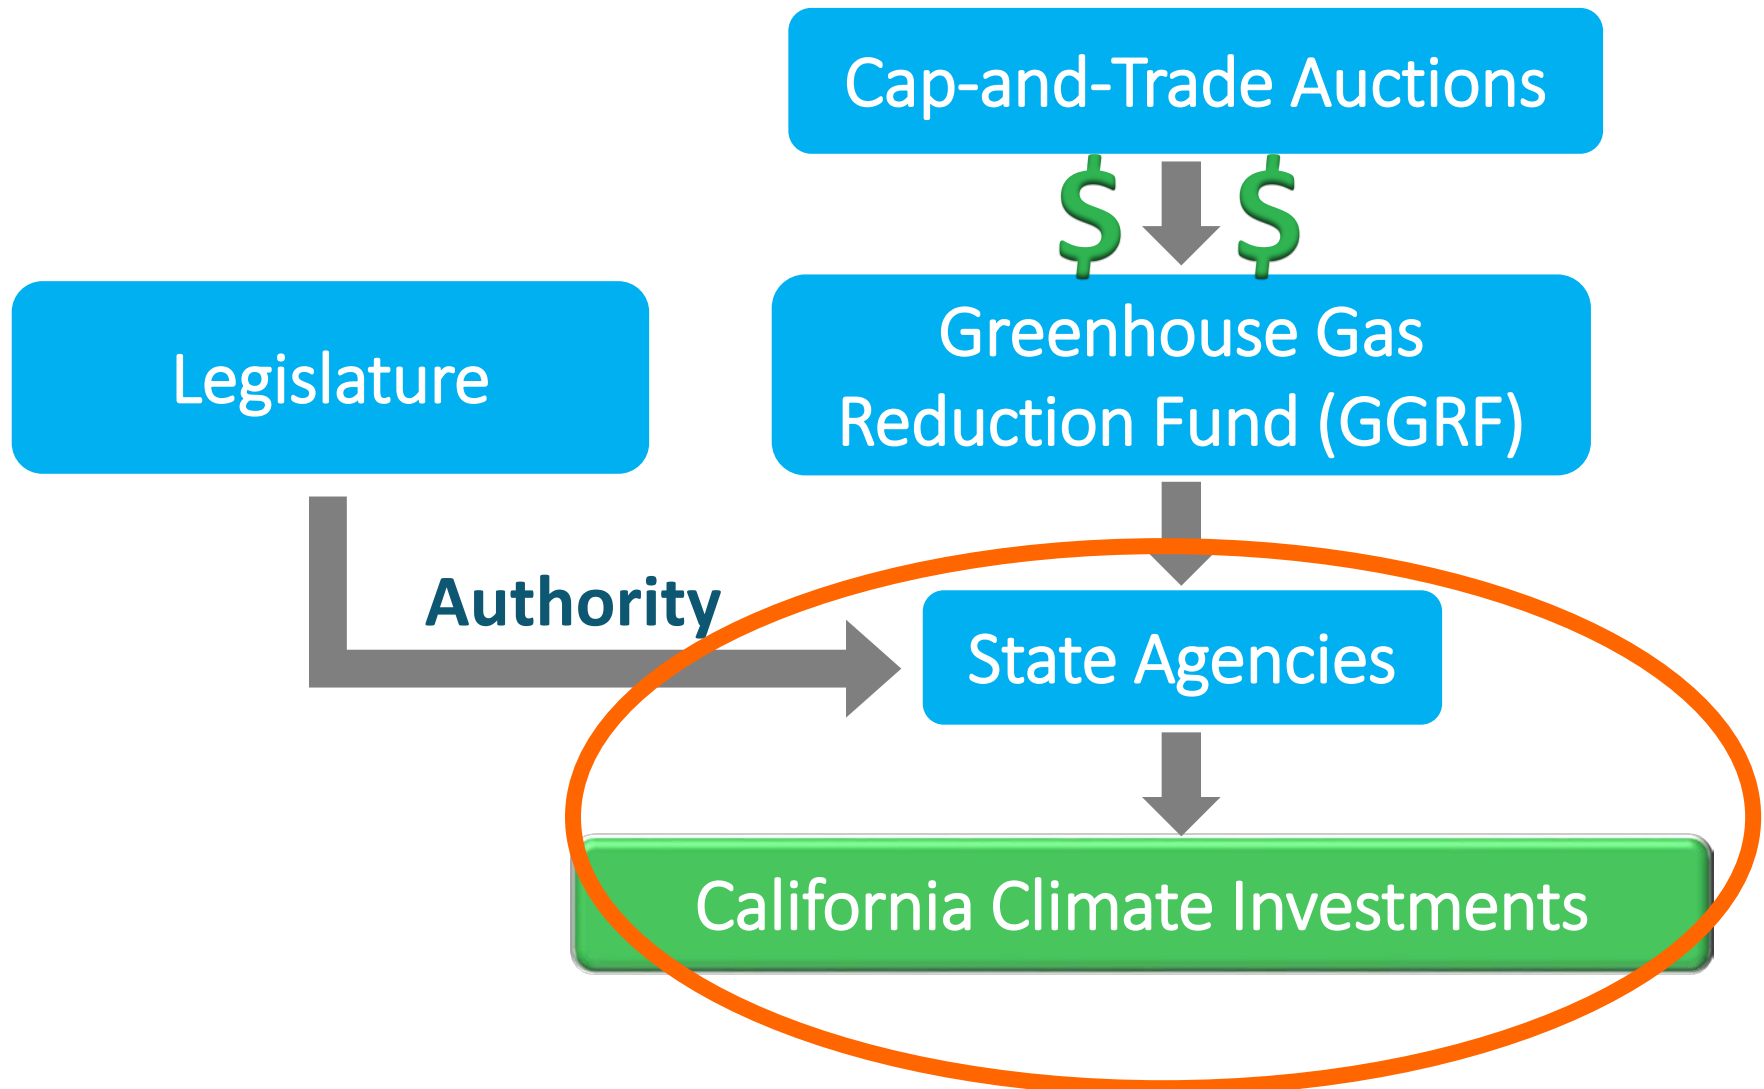 Cap-and-Trade Auctions
$ $
Legislature
Greenhouse Gas
Reduction Fund (GGRF)
Authority
State Agencies
California Climate Investments